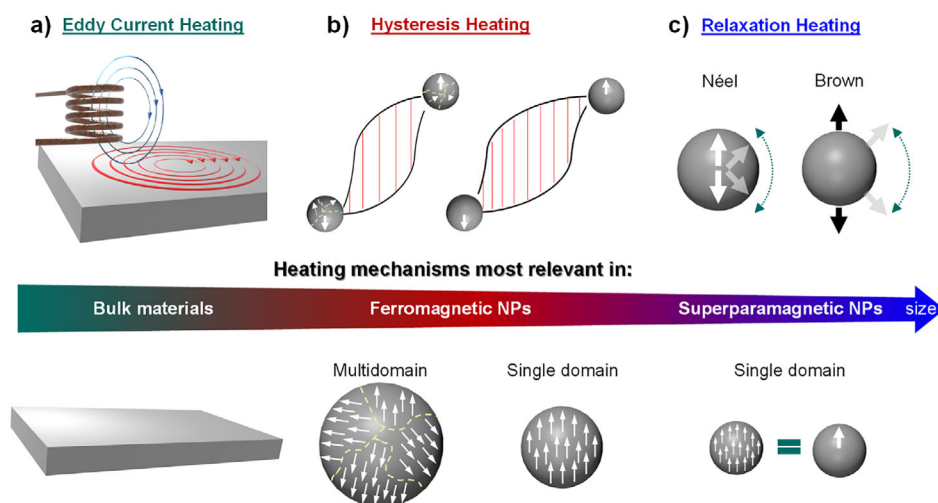 a) Eddy Current Heating
b) Hysteresis Heating
c) Relaxation Heating
Néel
Brown
Heating mechanisms most relevant in:
Bulk materials
Ferromagnetic NPs
Superparamagnetic NPs
size
Multidomain
Single domain
Single domain